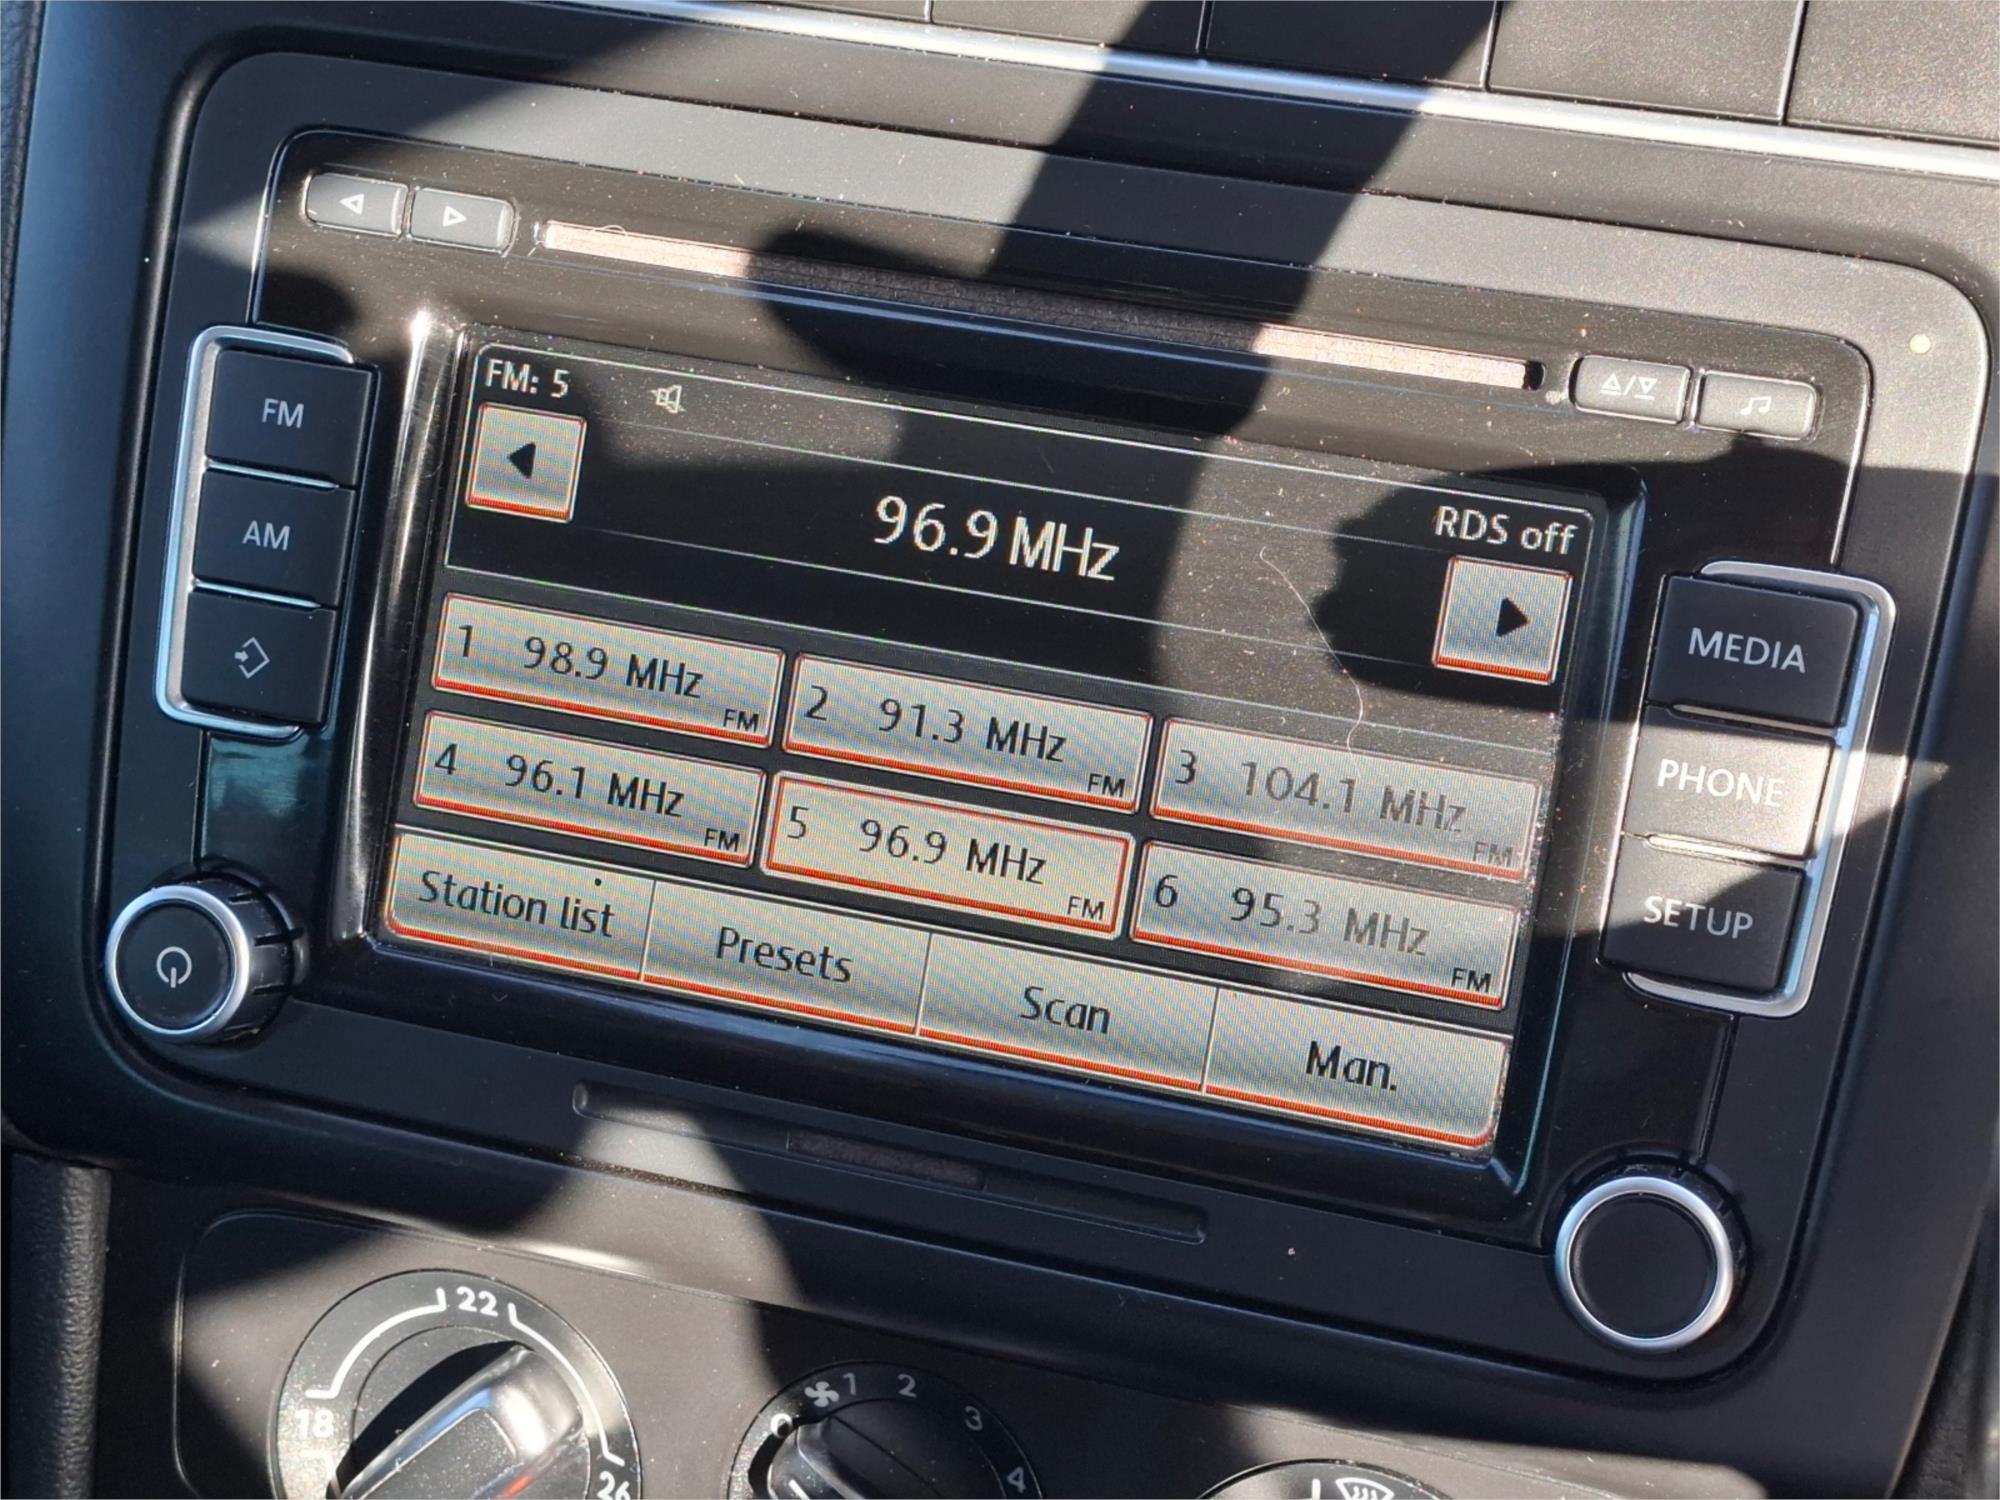 FM: 5
96.9 MHz
RDS off
FM
AM
1 98.9 MHz FM
2 91.3 MHz FM
3 104.1 MHz FM
4 96.1 MHz FM
5 96.9 MHz FM
6 95.3 MHz FM
Station list
Presets
Scan
Man.
MEDIA
PHONE
SETUP
18
22
26
0
1
2
3
4